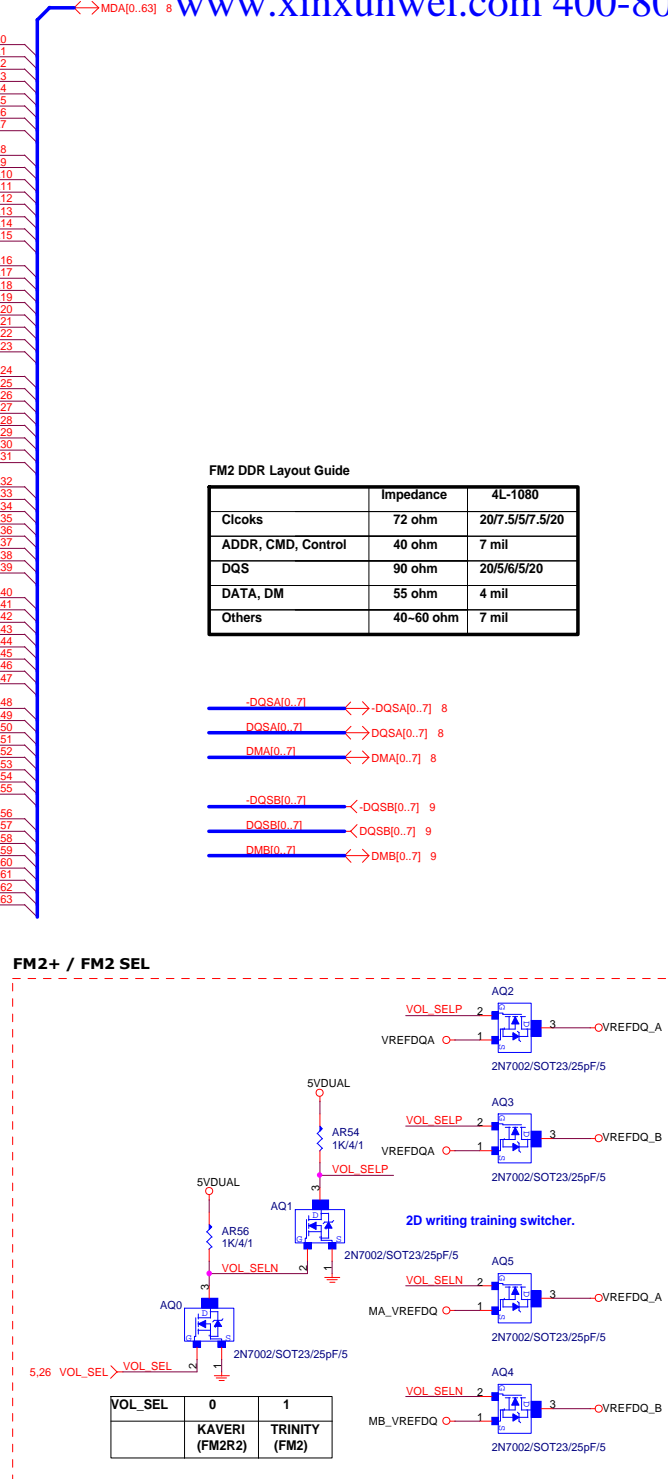 MDA[0..63] 8 www.xinxunwei.com 400-80
0
1
2
3
4
5
6
7
8
9
10
11
12
13
14
15
16
17
18
19
20
21
22
23
24
25
26
27
28
29
30
31
32
33
34
35
36
37
38
39
40
41
42
43
44
45
46
47
48
49
50
51
52
53
54
55
56
57
58
59
60
61
62
63
FM2 DDR Layout Guide
Impedance 4L-1080
Clcoks 72 ohm 20/7.5/5/7.5/20
ADDR, CMD, Control 40 ohm 7 mil
DQS 90 ohm 20/5/6/5/20
DATA, DM 55 ohm 4 mil
Others 40~60 ohm 7 mil
-DQSA[0..7] -DQSA[0..7] 8
DQSA[0..7] DQSA[0..7] 8
DMA[0..7] DMA[0..7] 8
-DQSB[0..7] -DQSB[0..7] 9
DQSB[0..7] DQSB[0..7] 9
DMB[0..7] DMB[0..7] 9
FM2+ / FM2 SEL
AQ2
VOL_SELP 2 G D S
VREFDQA 1 3 VREFDQ_A
2N7002/SOT23/25pF/5
AQ3
VOL_SELP 2 G D S
VREFDQA 1 3 VREFDQ_B
2N7002/SOT23/25pF/5
5VDUAL
AR54
1K/4/1
VOL_SELP
3
AQ1
D G S
2N7002/SOT23/25pF/5
2 1
5VDUAL
AR56
1K/4/1
VOL_SELN
3
AQ0
D G S
2N7002/SOT23/25pF/5
2 1
5,26 VOL_SEL VOL_SEL
2D writing training switcher.
AQ5
VOL_SELN 2 G D S
MA_VREFDQ 1 3 VREFDQ_A
2N7002/SOT23/25pF/5
AQ4
VOL_SELN 2 G D S
MB_VREFDQ 1 3 VREFDQ_B
2N7002/SOT23/25pF/5
VOL_SEL 0 1
KAVERI TRINITY
(FM2R2) (FM2)